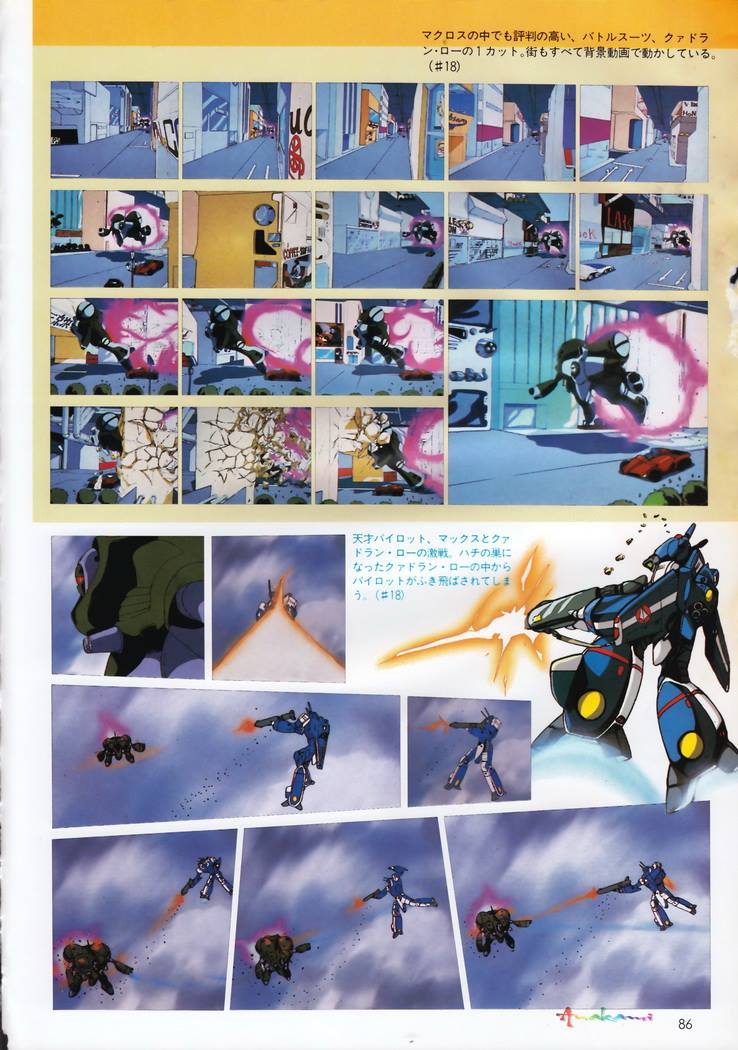 マクロスの中でも評判の高い、バトルスーツ、クァドラ
ン・ローの1カット。街もすべて背景動画で動かしている。
(#18)
天才パイロット、マックスとクァ
ドラン・ローの激戦。ハチの巣に
なったクァドラン・ローの中から
パイロットがふき飛ばされてしま
う。(#18)
Anakami
86